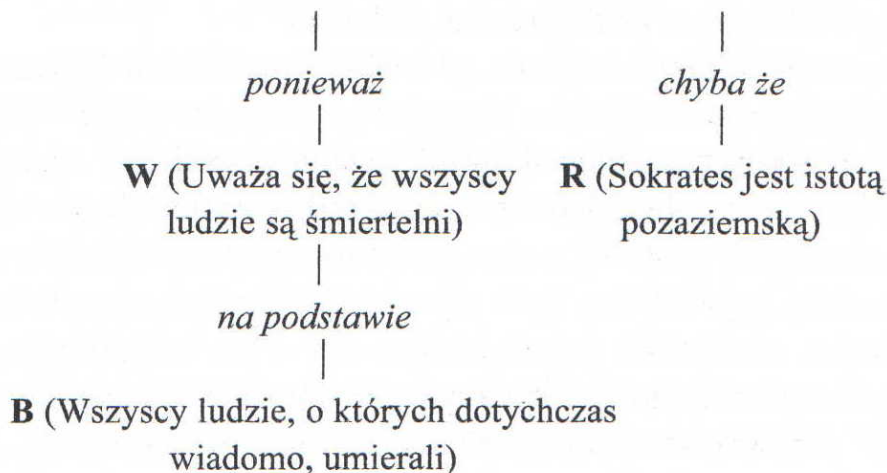 ponieważ chyba że
W (Uważa się, że wszyscy R (Sokrates jest istotą
ludzie są śmiertelni) pozaziemską)
na podstawie
B (Wszyscy ludzie, o których dotychczas
wiadomo, umierali)